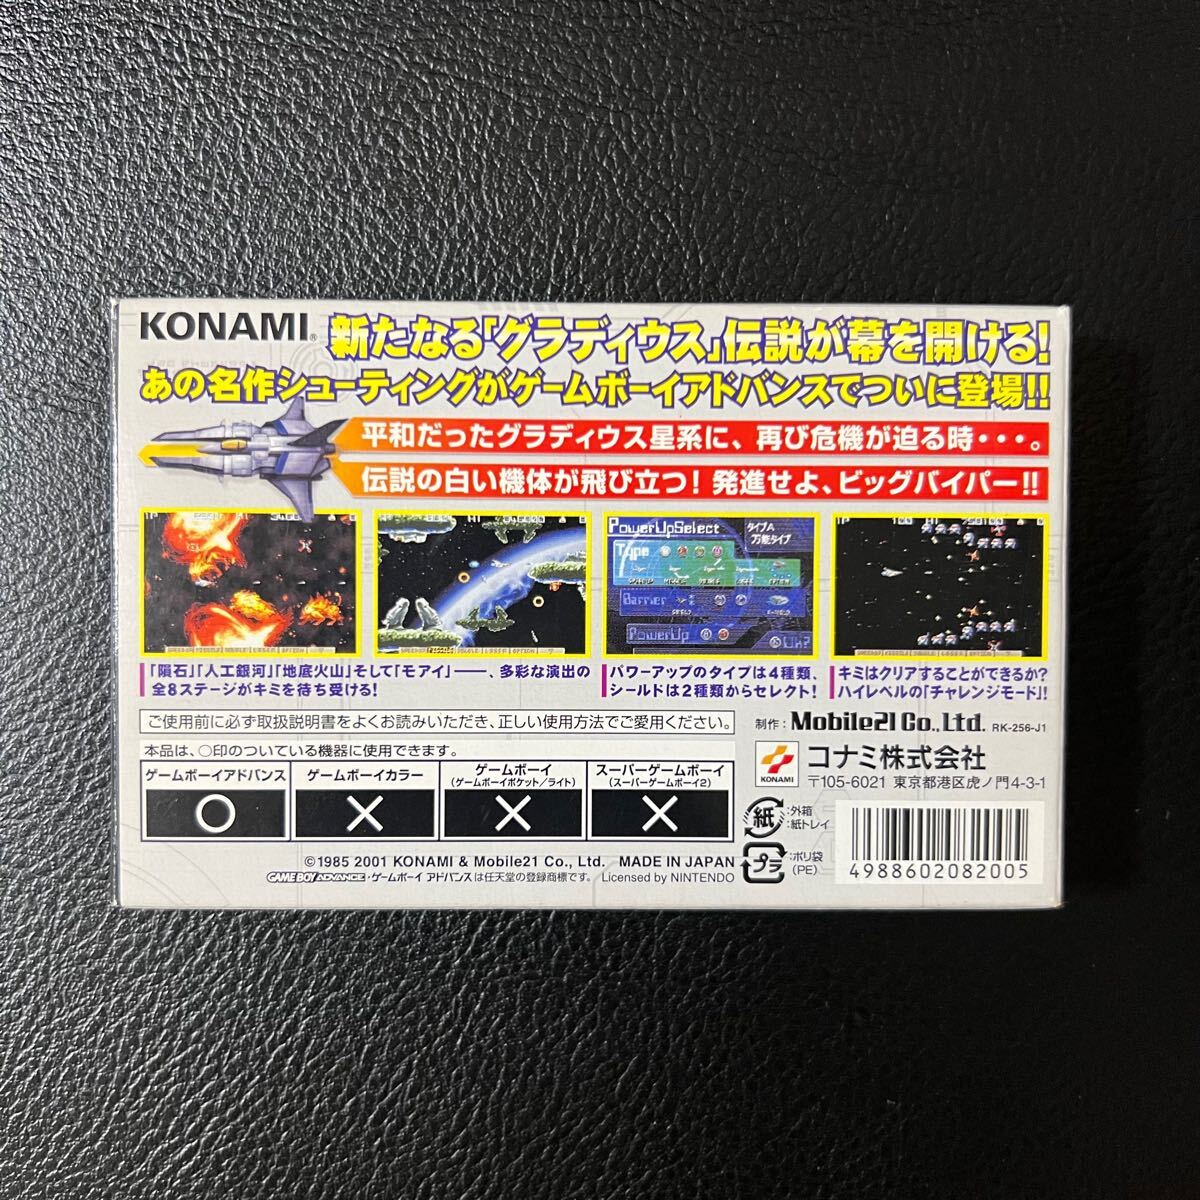 KONAMI®
新たなる「グラディウス」伝説が幕を開ける!
あの名作シューティングがゲームボーイアドバンスでついに登場!!
平和だったグラディウス星系に、再び危機が迫る時・・・。
伝説の白い機体が飛び立つ! 発進せよ、ビッグバイパー!!
PowerUpSelect
タイプA
万能タイプ
Type
Barrier
SHIELD
PowerUp
1P 100 HI
「隕石」「人工銀河」「地底火山」そして「モアイ」――、多彩な演出の
全8ステージがキミを待ち受ける!
パワーアップのタイプは4種類、
シールドは2種類からセレクト!
キミはクリアすることができるか?
ハイレベルの「チャレンジモード」!
ご使用前に必ず取扱説明書をよくお読みいただき、正しい使用方法でご愛用ください。
制作: Mobile21 Co., Ltd. RK-256-J1
本品は、○印のついている機器に使用できます。
ゲームボーイアドバンス
ゲームボーイカラー
ゲームボーイ
(ゲームボーイポケット/ライト)
スーパーゲームボーイ
(スーパーゲームボーイ2)
○ × × ×
KONAMI
コナミ株式会社
〒105-6021 東京都港区虎ノ門4-3-1
紙
:外箱
:紙トレイ
プラ
:ポリ袋
(PE)
4988602082005
©1985 2001 KONAMI & Mobile21 Co., Ltd. MADE IN JAPAN
GAME BOY ADVANCE・ゲームボーイ アドバンスは任天堂の登録商標です。 Licensed by NINTENDO